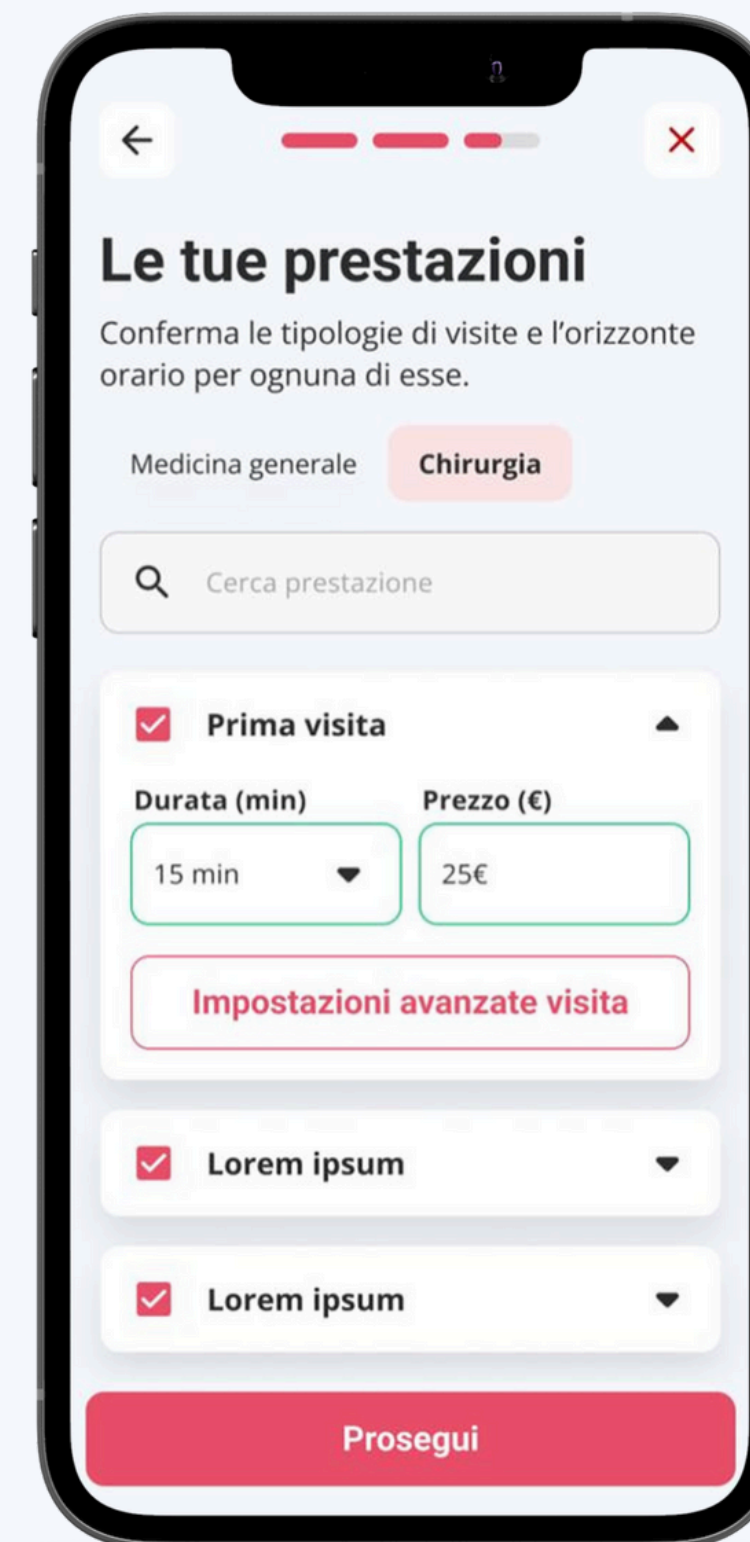 Le tue prestazioni
Conferma le tipologie di visite e l’orizzonte
orario per ognuna di esse.
Medicina generale Chirurgia
Cerca prestazione
Prima visita
Durata (min) Prezzo (€)
15 min 25€
Impostazioni avanzate visita
Lorem ipsum
Lorem ipsum
Prosegui